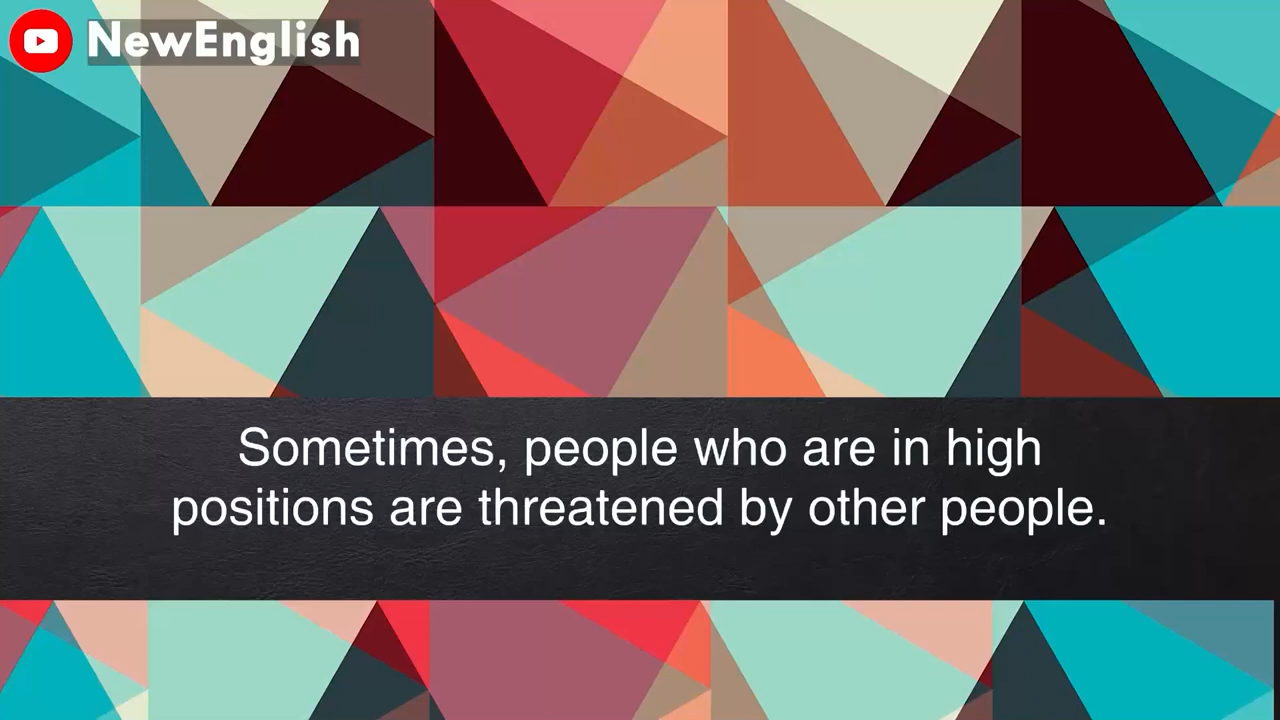 NewEnglish
Sometimes, people who are in high
positions are threatened by other people.